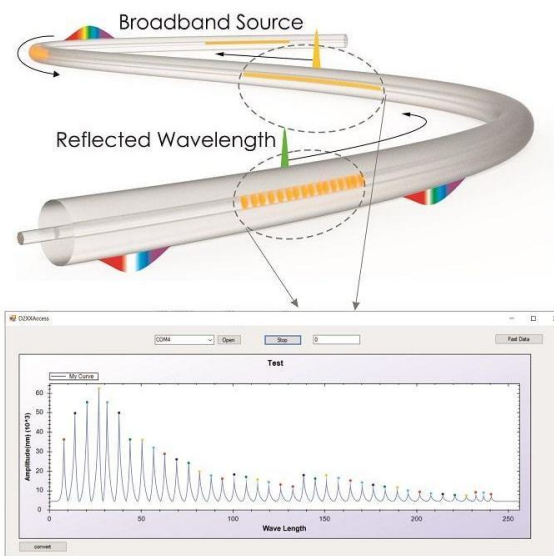 Broadband Source
Reflected Wavelength
OZXXAccess
COM4
Open
Stop
0
Fast Data
Test
My Curve
Amplitude(nm) (10^3)
60
50
40
30
20
10
0
0 50 100 150 200 250
Wave Length
convert